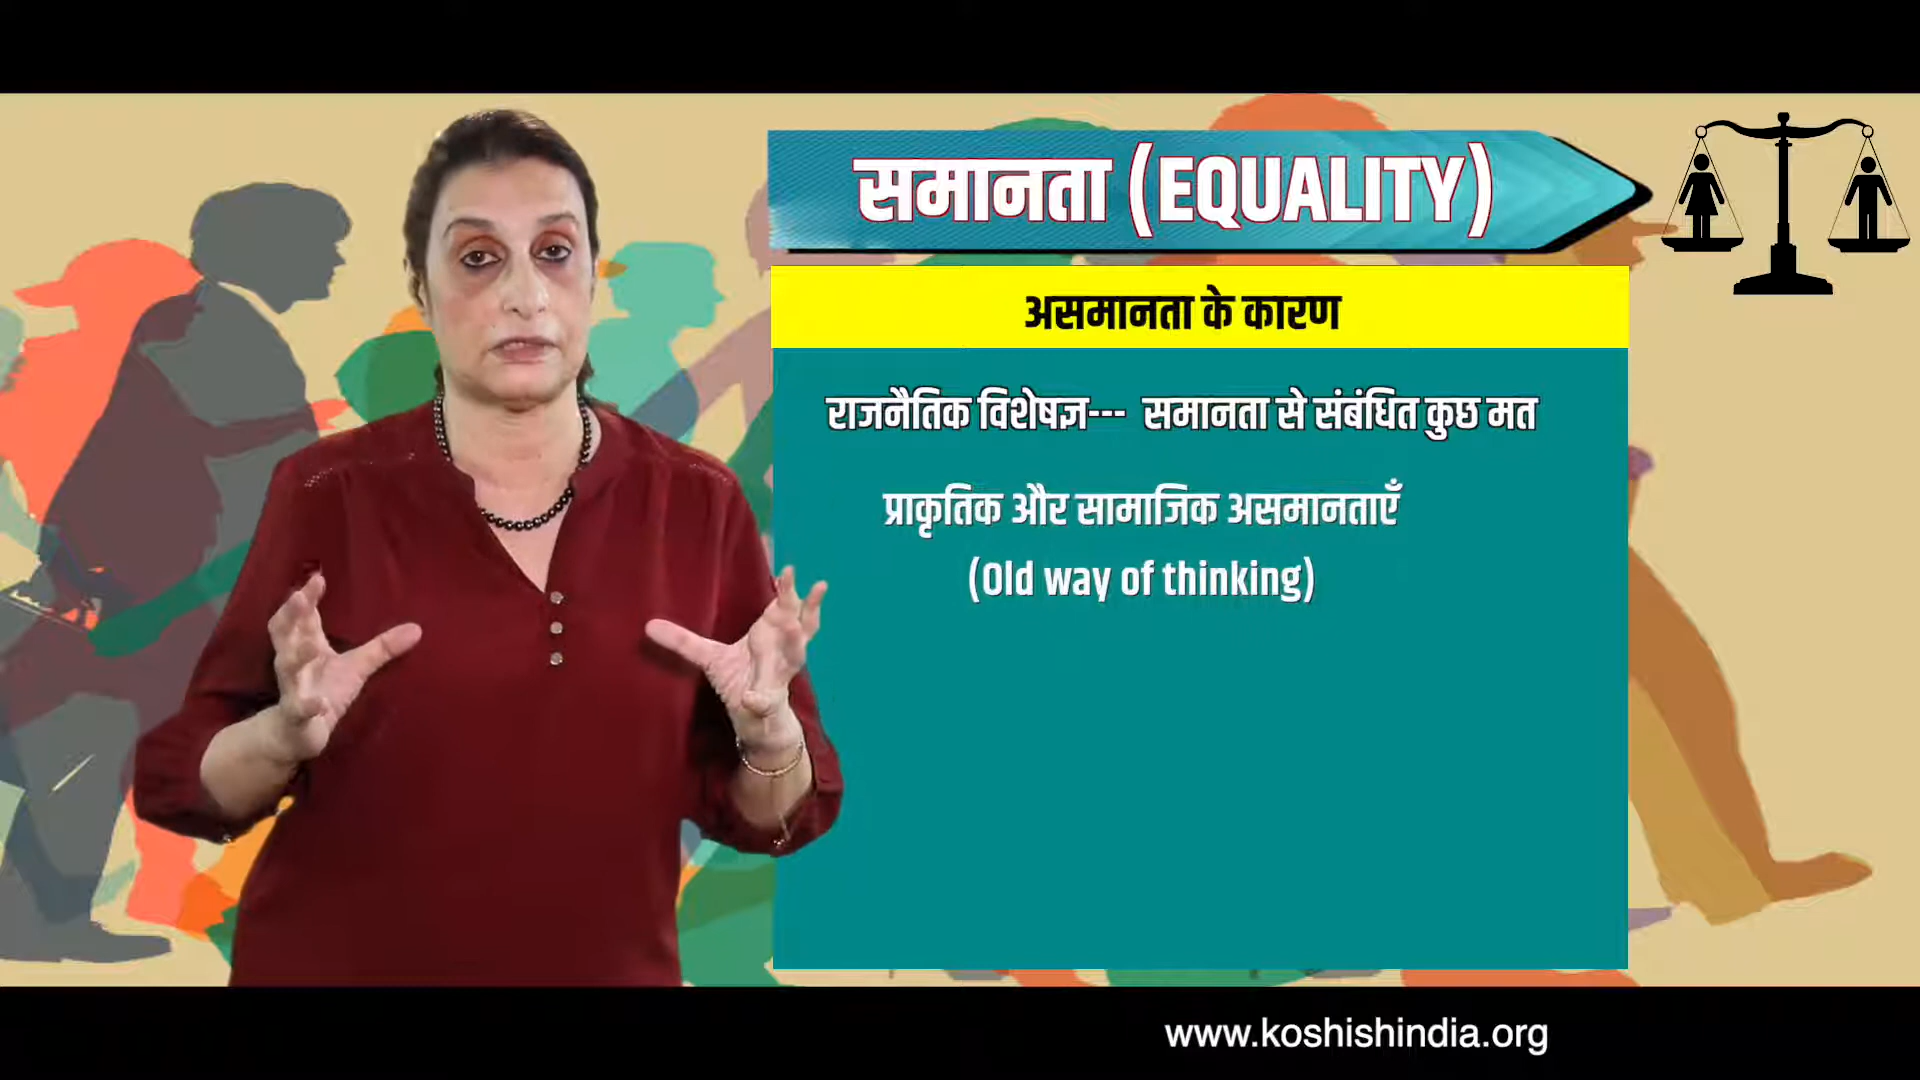 समानता (EQUALITY)
असमानता के कारण
राजनैतिक विशेषज्ञ--- समानता से संबंधित कुछ मत
प्राकृतिक और सामाजिक असमानताएँ
(Old way of thinking)
www.koshishindia.org